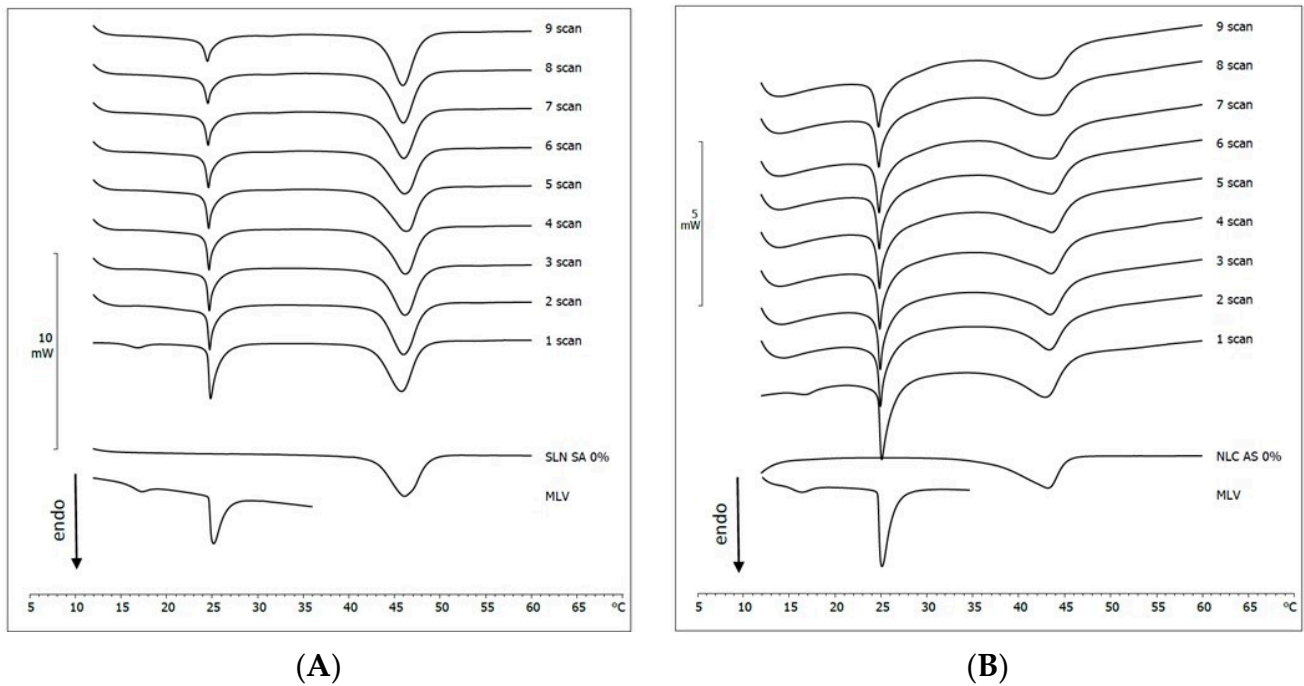 9 scan
8 scan
7 scan
6 scan
5 scan
4 scan
3 scan
2 scan
1 scan
10
mW
SLN SA 0%
MLV
endo
5 10 15 20 25 30 35 40 45 50 55 60 65 ºC
(A)
9 scan
8 scan
7 scan
6 scan
5 scan
4 scan
3 scan
2 scan
1 scan
5
mW
NLC AS 0%
MLV
endo
5 10 15 20 25 30 35 40 45 50 55 60 65 ºC
(B)